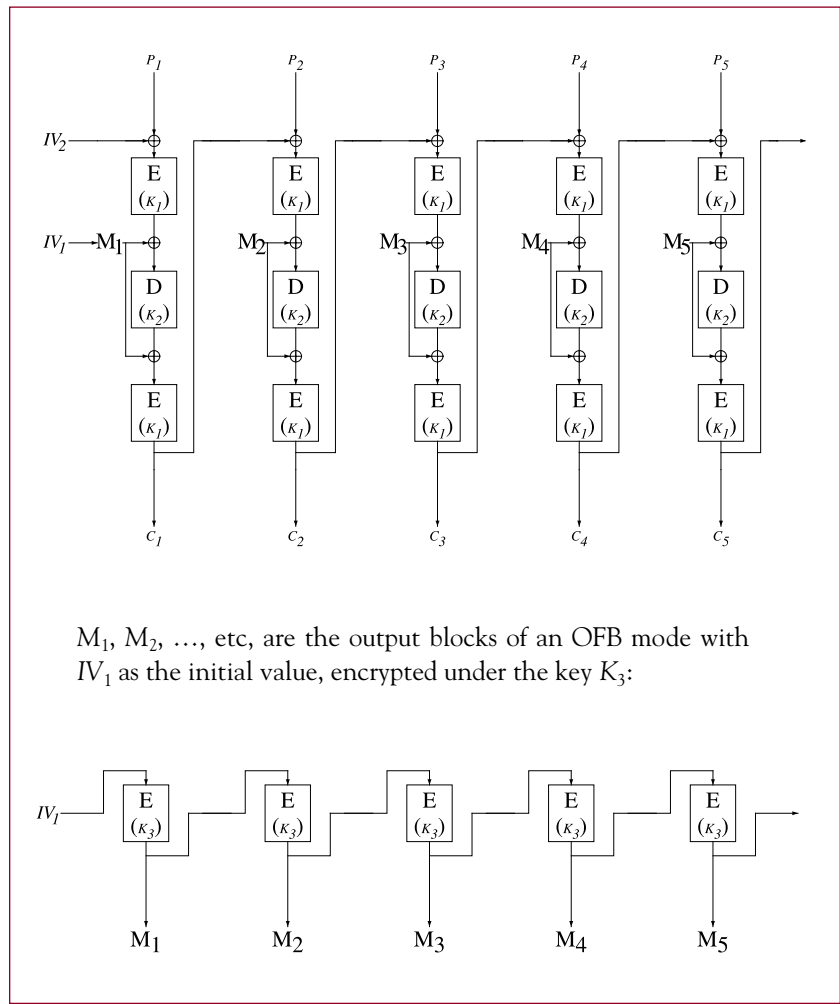 P1 P2 P3 P4 P5
IV2
E E E E E
(K1) (K1) (K1) (K1) (K1)
IV1 M1 M2 M3 M4 M5
D D D D D
(K2) (K2) (K2) (K2) (K2)
E E E E E
(K1) (K1) (K1) (K1) (K1)
C1 C2 C3 C4 C5
M1, M2, …, etc, are the output blocks of an OFB mode with
IV1 as the initial value, encrypted under the key K3:
E E E E E
IV1
(K3) (K3) (K3) (K3) (K3)
M1 M2 M3 M4 M5